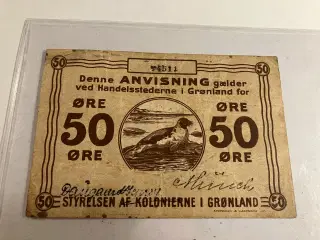 50 50
Denne ANVISNING gælder
ved Handelsstederne i Grønland for
ØRE ØRE
50 50
ØRE ØRE
STYRELSEN AF KOLONIERNE I GRØNLAND
50 50